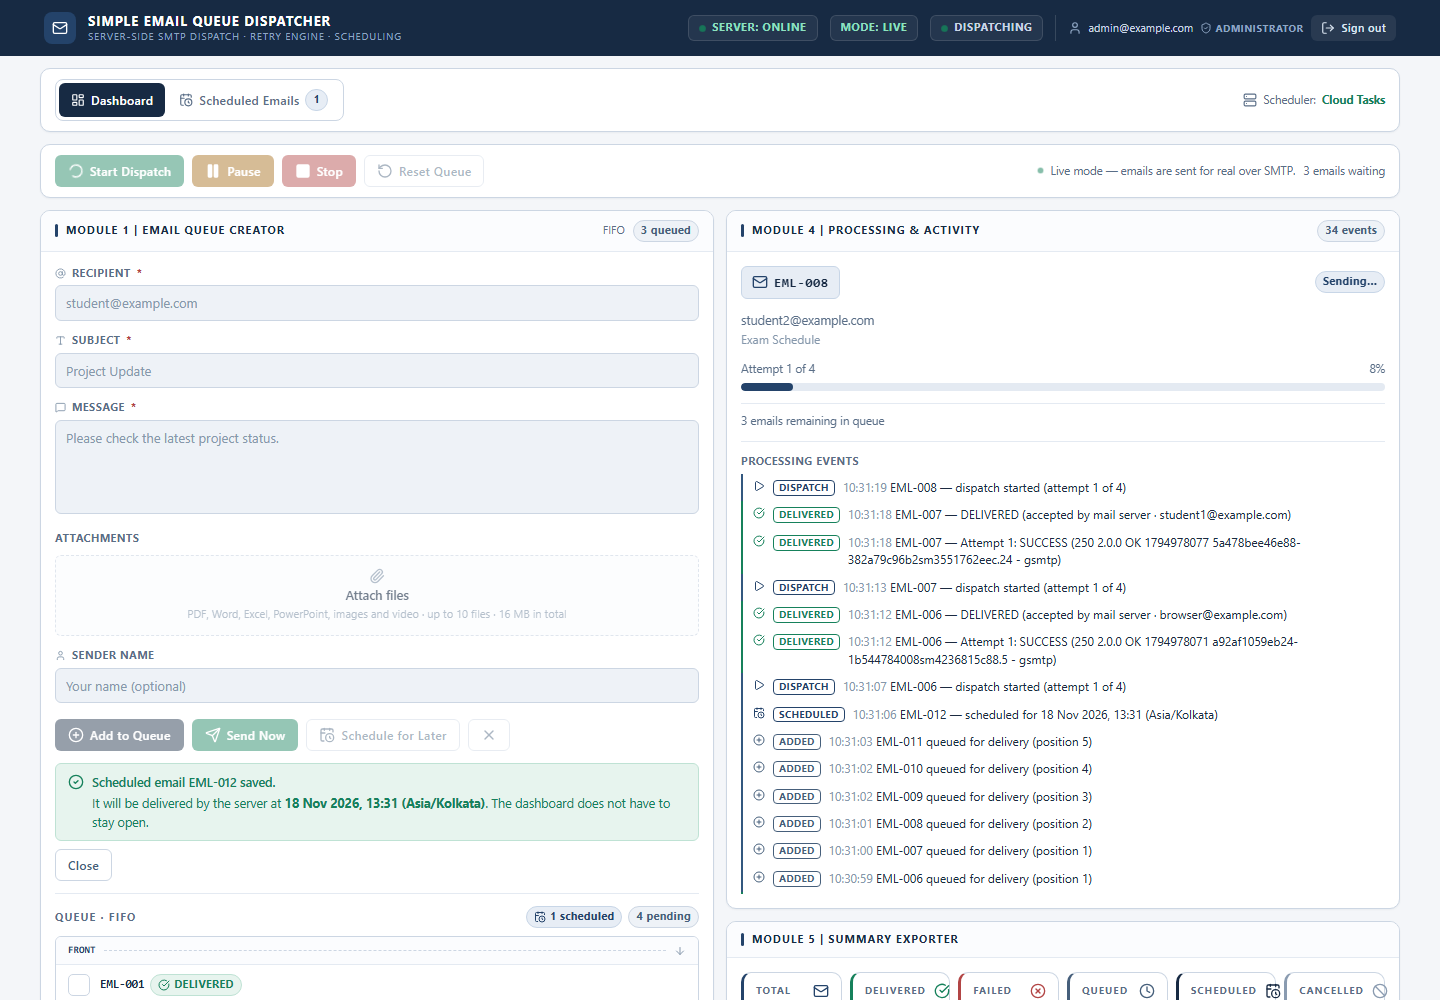 SIMPLE EMAIL QUEUE DISPATCHER
SERVER-SIDE SMTP DISPATCH · RETRY ENGINE · SCHEDULING
SERVER: ONLINE
MODE: LIVE
DISPATCHING
admin@example.com
ADMINISTRATOR
Sign out
Dashboard
Scheduled Emails 1
Scheduler: Cloud Tasks
Start Dispatch
Pause
Stop
Reset Queue
Live mode — emails are sent for real over SMTP. 3 emails waiting
MODULE 1 | EMAIL QUEUE CREATOR
FIFO 3 queued
RECIPIENT *
student@example.com
SUBJECT *
Project Update
MESSAGE *
Please check the latest project status.
ATTACHMENTS
Attach files
PDF, Word, Excel, PowerPoint, images and video · up to 10 files · 16 MB in total
SENDER NAME
Your name (optional)
Add to Queue
Send Now
Schedule for Later
Scheduled email EML-012 saved.
It will be delivered by the server at 18 Nov 2026, 13:31 (Asia/Kolkata). The dashboard does not have to
stay open.
Close
QUEUE · FIFO
1 scheduled
4 pending
FRONT
EML-001 DELIVERED
MODULE 4 | PROCESSING & ACTIVITY
34 events
EML-008
Sending...
student2@example.com
Exam Schedule
Attempt 1 of 4
8%
3 emails remaining in queue
PROCESSING EVENTS
DISPATCH 10:31:19 EML-008 — dispatch started (attempt 1 of 4)
DELIVERED 10:31:18 EML-007 — DELIVERED (accepted by mail server · student1@example.com)
DELIVERED 10:31:18 EML-007 — Attempt 1: SUCCESS (250 2.0.0 OK 1794978077 5a478bee46e88-
382a79c96b2sm3551762eec.24 - gsmtp)
DISPATCH 10:31:13 EML-007 — dispatch started (attempt 1 of 4)
DELIVERED 10:31:12 EML-006 — DELIVERED (accepted by mail server · browser@example.com)
DELIVERED 10:31:12 EML-006 — Attempt 1: SUCCESS (250 2.0.0 OK 1794978071 a92af1059eb24-
1b544784008sm4236815c88.5 - gsmtp)
DISPATCH 10:31:07 EML-006 — dispatch started (attempt 1 of 4)
SCHEDULED 10:31:06 EML-012 — scheduled for 18 Nov 2026, 13:31 (Asia/Kolkata)
ADDED 10:31:03 EML-011 queued for delivery (position 5)
ADDED 10:31:02 EML-010 queued for delivery (position 4)
ADDED 10:31:02 EML-009 queued for delivery (position 3)
ADDED 10:31:01 EML-008 queued for delivery (position 2)
ADDED 10:31:00 EML-007 queued for delivery (position 1)
ADDED 10:30:59 EML-006 queued for delivery (position 1)
MODULE 5 | SUMMARY EXPORTER
TOTAL
DELIVERED
FAILED
QUEUED
SCHEDULED
CANCELLED